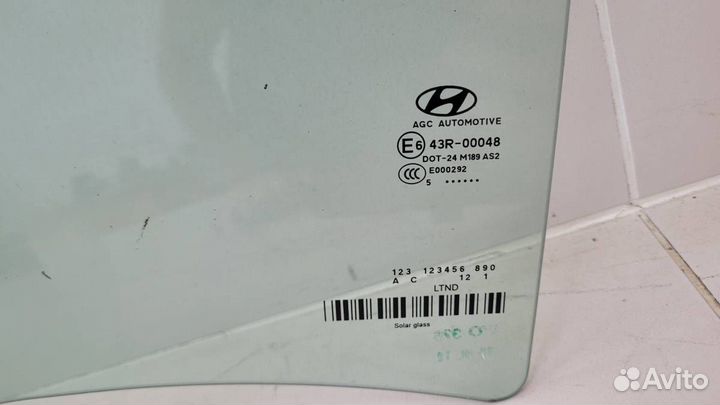 AGC AUTOMOTIVE
E6 43R-00048
DOT-24 M189 AS2
CCC E000292
5 ••••••
123 123456 890
A C 12 1
LTND
Solar glass
Avito